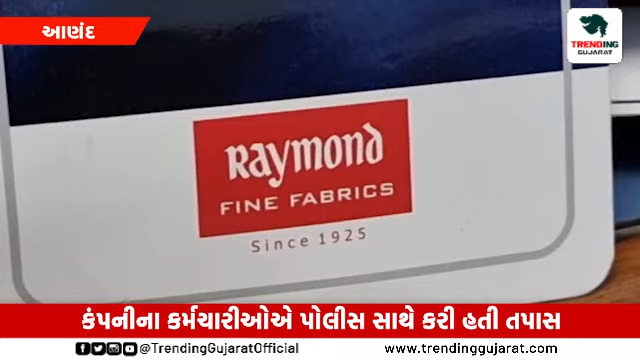 આણંદ
TRENDING
GUJARAT
Raymond
FINE FABRICS
Since 1925
કંપનીના કર્મચારીઓએ પોલીસ સાથે કરી હતી તપાસ
@TrendingGujaratOfficial
www.trendinggujarat.com